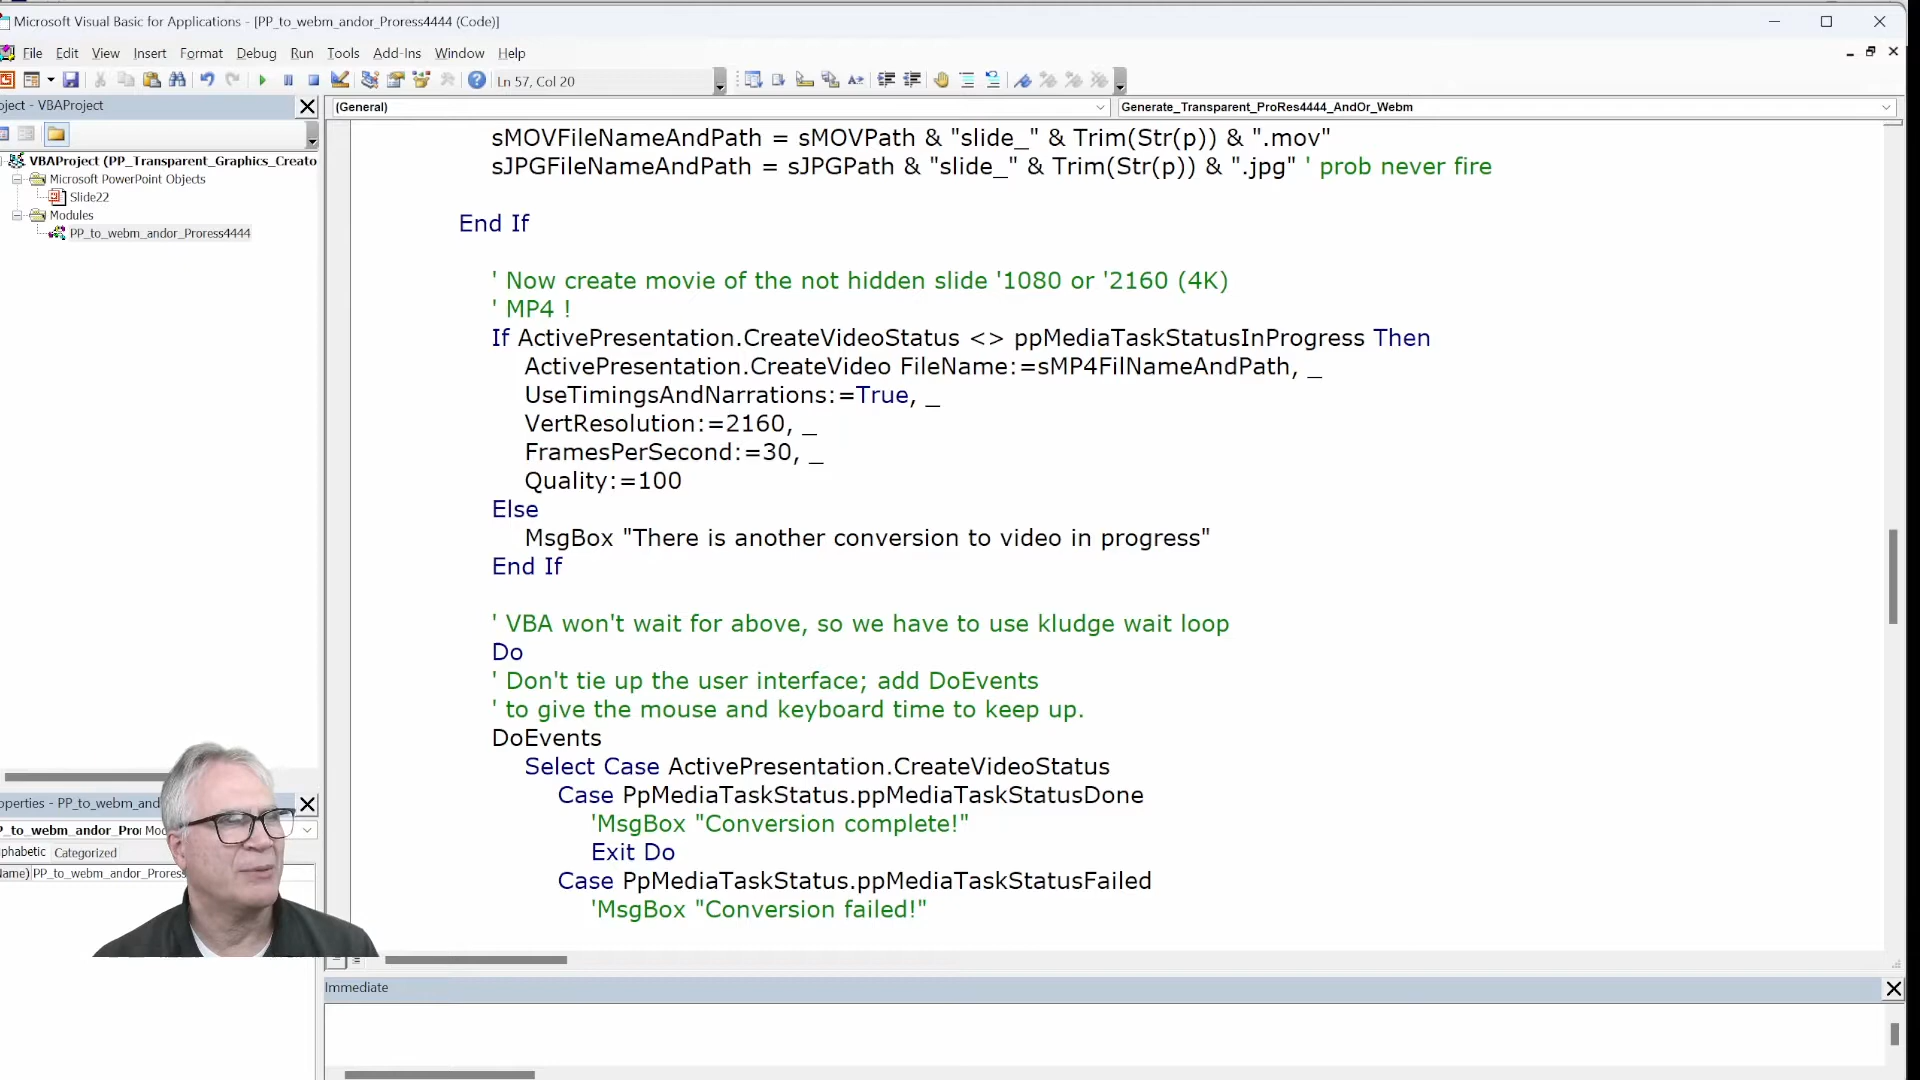 Microsoft Visual Basic for Applications - [PP_to_webm_andor_Proress4444 (Code)]
File Edit View Insert Format Debug Run Tools Add-Ins Window Help
Ln 57, Col 20
oject - VBAProject
(General)
Generate_Transparent_ProRes4444_AndOr_Webm
VBAProject (PP_Transparent_Graphics_Creato
Microsoft PowerPoint Objects
Slide22
Modules
PP_to_webm_andor_Proress4444
sMOVFileNameAndPath = sMOVPath & "slide_" & Trim(Str(p)) & ".mov"
sJPGFileNameAndPath = sJPGPath & "slide_" & Trim(Str(p)) & ".jpg" ' prob never fire
End If
' Now create movie of the not hidden slide '1080 or '2160 (4K)
' MP4 !
If ActivePresentation.CreateVideoStatus <> ppMediaTaskStatusInProgress Then
ActivePresentation.CreateVideo FileName:=sMP4FilNameAndPath, _
UseTimingsAndNarrations:=True, _
VertResolution:=2160, _
FramesPerSecond:=30, _
Quality:=100
Else
MsgBox "There is another conversion to video in progress"
End If
' VBA won't wait for above, so we have to use kludge wait loop
Do
' Don't tie up the user interface; add DoEvents
' to give the mouse and keyboard time to keep up.
DoEvents
Select Case ActivePresentation.CreateVideoStatus
Case PpMediaTaskStatus.ppMediaTaskStatusDone
'MsgBox "Conversion complete!"
Exit Do
Case PpMediaTaskStatus.ppMediaTaskStatusFailed
'MsgBox "Conversion failed!"
operties - PP_to_webm_and
P_to_webm_andor_Pro Mod
phabetic Categorized
lame) PP_to_webm_andor_Proress
Immediate